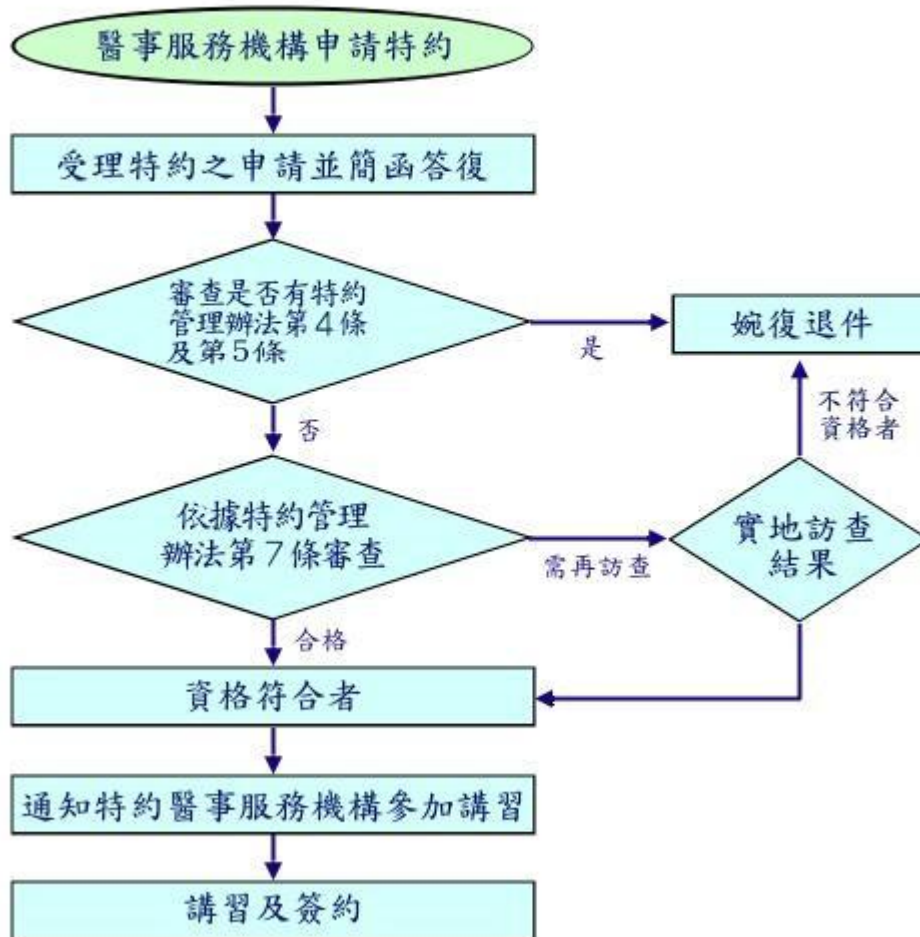 醫事服務機構申請特約
受理特約之申請並簡函答復
審查是否有特約
管理辦法第4條
及第5條
是
婉復退件
否
不符合
資格者
依據特約管理
辦法第7條審查
需再訪查
實地訪查
結果
合格
資格符合者
通知特約醫事服務機構參加講習
講習及簽約